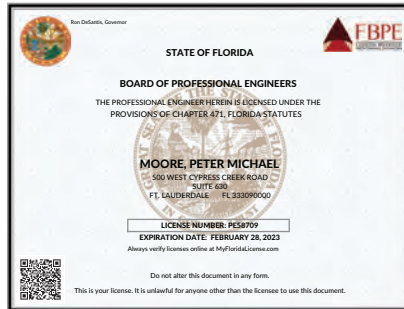 Ron DeSantis, Governor
FBPE
STATE OF FLORIDA
BOARD OF PROFESSIONAL ENGINEERS
THE PROFESSIONAL ENGINEER HEREIN IS LICENSED UNDER THE
PROVISIONS OF CHAPTER 471, FLORIDA STATUTES
MOORE, PETER MICHAEL
500 WEST CYPRESS CREEK ROAD
SUITE 630
FT. LAUDERDALE FL 333090000
LICENSE NUMBER: PE58709
EXPIRATION DATE: FEBRUARY 28, 2023
Always verify licenses online at MyFloridaLicense.com
Do not alter this document in any form.
This is your license. It is unlawful for anyone other than the licensee to use this document.